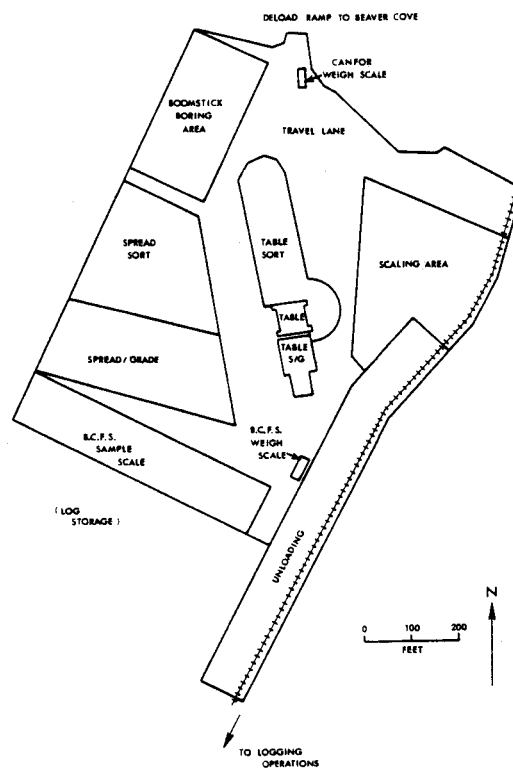 DELOAD RAMP TO BEAVER COVE
CANFOR
WEIGH SCALE
BOOMSTICK
BORING
AREA
TRAVEL LANE
SPREAD
SORT
TABLE
SORT
SCALING AREA
TABLE
TABLE
S/G
SPREAD/GRADE
B.C.F.S.
SAMPLE
SCALE
B.C.F.S.
WEIGH
SCALE
(LOG
STORAGE)
UNLOADING
N
0 100 200
FEET
TO LOGGING
OPERATIONS